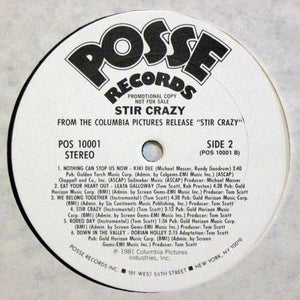 POSSE
RECORDS
PROMOTIONAL COPY
NOT FOR SALE
STIR CRAZY
FROM THE COLUMBIA PICTURES RELEASE "STIR CRAZY"
POS 10001
STEREO
SIDE 2
(POS 10001 B)
1. NOTHING CAN STOP US NOW - KIKI DEE (Michael Masser, Randy Goodrum) 2:40
Pub: Golden Torch Music Corp. (Admin. by Colgems-EMI Music Inc.) (ASCAP)
Chappell and Co., Inc. (ASCAP) Sailmaker Music (ASCAP) Producer: Michael Masser
2. EAT YOUR HEART OUT - LEATA GALLOWAY (Tom Scott, Rob Preston) 4:28 Pub: Gold
Horizon Music Corp. (BMI) (Admin. by Screen Gems-EMI Music Inc.) Producer: Tom Scott
3. WE BELONG TOGETHER (Instrumental) (Tom Scott) Pub: Gold Horizon Music Corp.
(BMI) (Admin. by Screen Gems-EMI Music Inc.) Producer: Tom Scott
4. STIR CRAZY (Instrumental) (Tom Scott) 3:12 Pub: Gold Horizon Music
Corp. (BMI) (Admin. by Screen Gems-EMI Music Inc.) Producer: Tom Scott
5. RODEO DAY (Instrumental) (Tom Scott) Pub: Gold Horizon Music Corp.
(BMI) (Admin. by Screen Gems-EMI Music Inc.) Producer: Tom Scott
6. DOWN IN THE VALLEY - DORIAN HOLLEY 2:15 Adaptation: Tom Scott
Pub: Gold Horizon Music Corp. (BMI) (Admin. by Screen
Gems-EMI Music Inc.) Producer: Tom Scott
℗ 1981 Columbia Pictures
Industries, Inc.
POSSE RECORDS INC. 161 WEST 54TH STREET NEW YORK, NY 10019